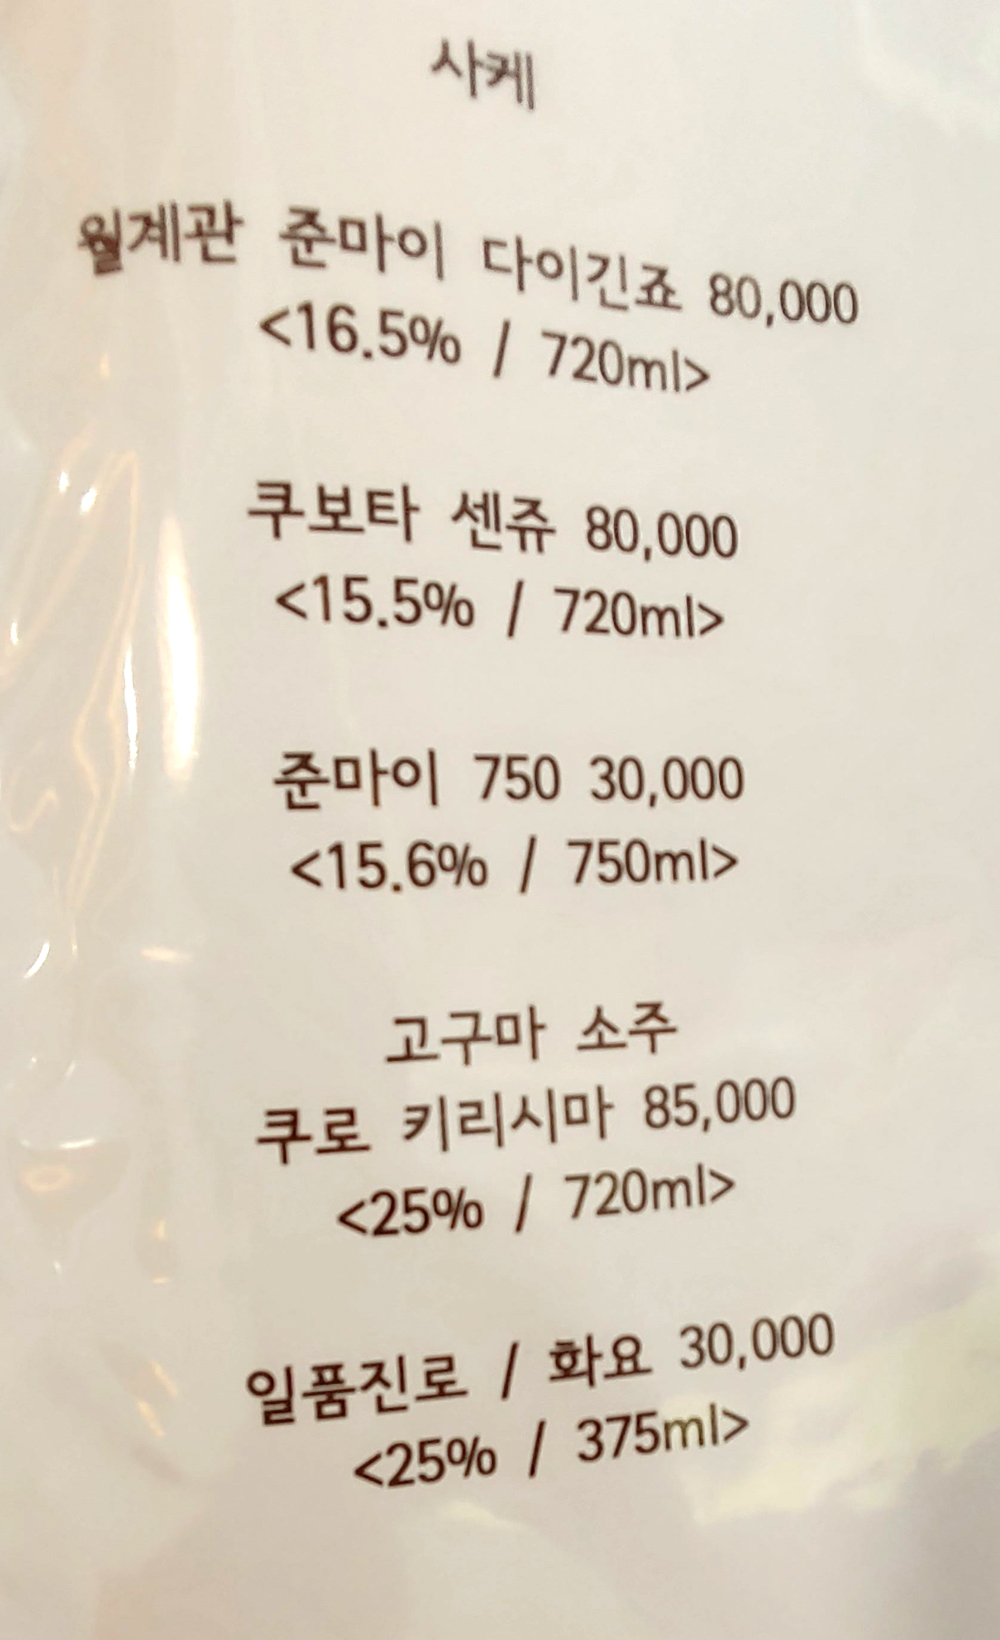 사케
월계관 준마이 다이긴죠 80,000
<16.5% / 720ml>
쿠보타 센쥬 80,000
<15.5% / 720ml>
준마이 750 30,000
<15.6% / 750ml>
고구마 소주
쿠로 키리시마 85,000
<25% / 720ml>
일품진로 / 화요 30,000
<25% / 375ml>